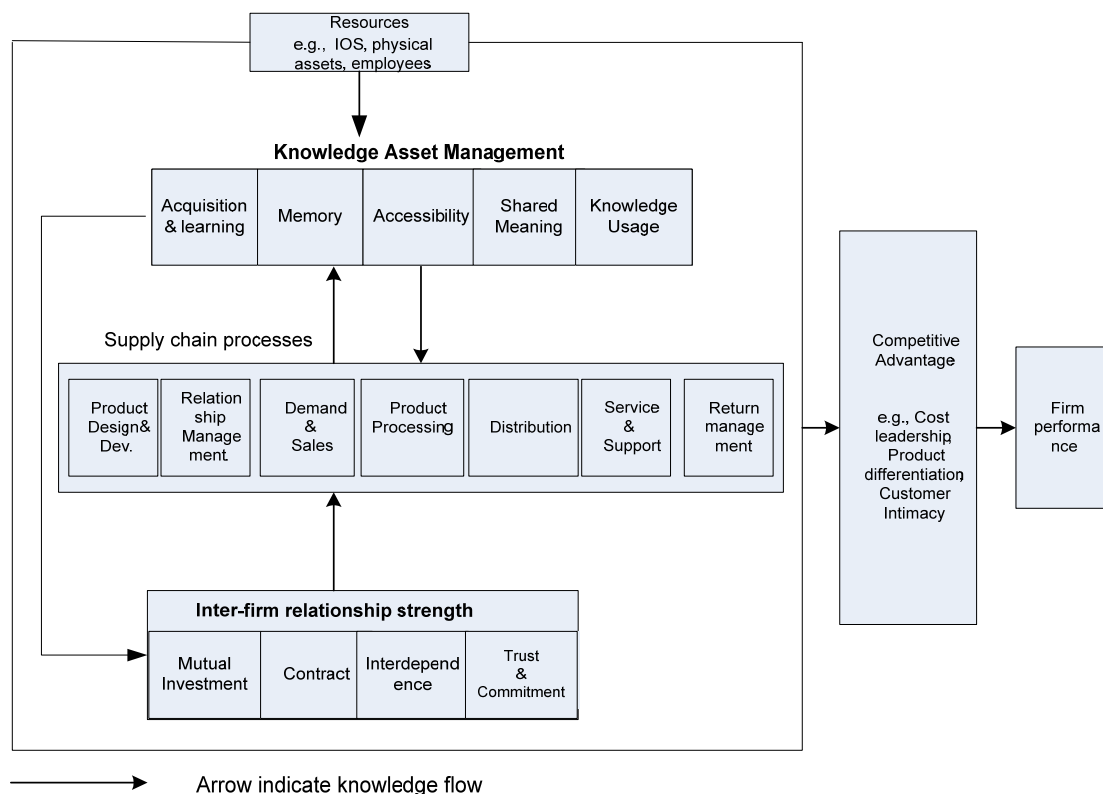 Resources
e.g., IOS, physical
assets, employees
Knowledge Asset Management
Acquisition
& learning
Memory
Accessibility
Shared
Meaning
Knowledge
Usage
Supply chain processes
Product
Design&
Dev.
Relation
ship
Manage
ment.
Demand
&
Sales
Product
Processing
Distribution
Service
&
Support
Return
manage
ment
Inter-firm relationship strength
Mutual
Investment
Contract
Interdepend
ence
Trust
&
Commitment
Competitive
Advantage
e.g., Cost
leadership,
Product
differentiation,
Customer
Intimacy
Firm
performa
nce
Arrow indicate knowledge flow